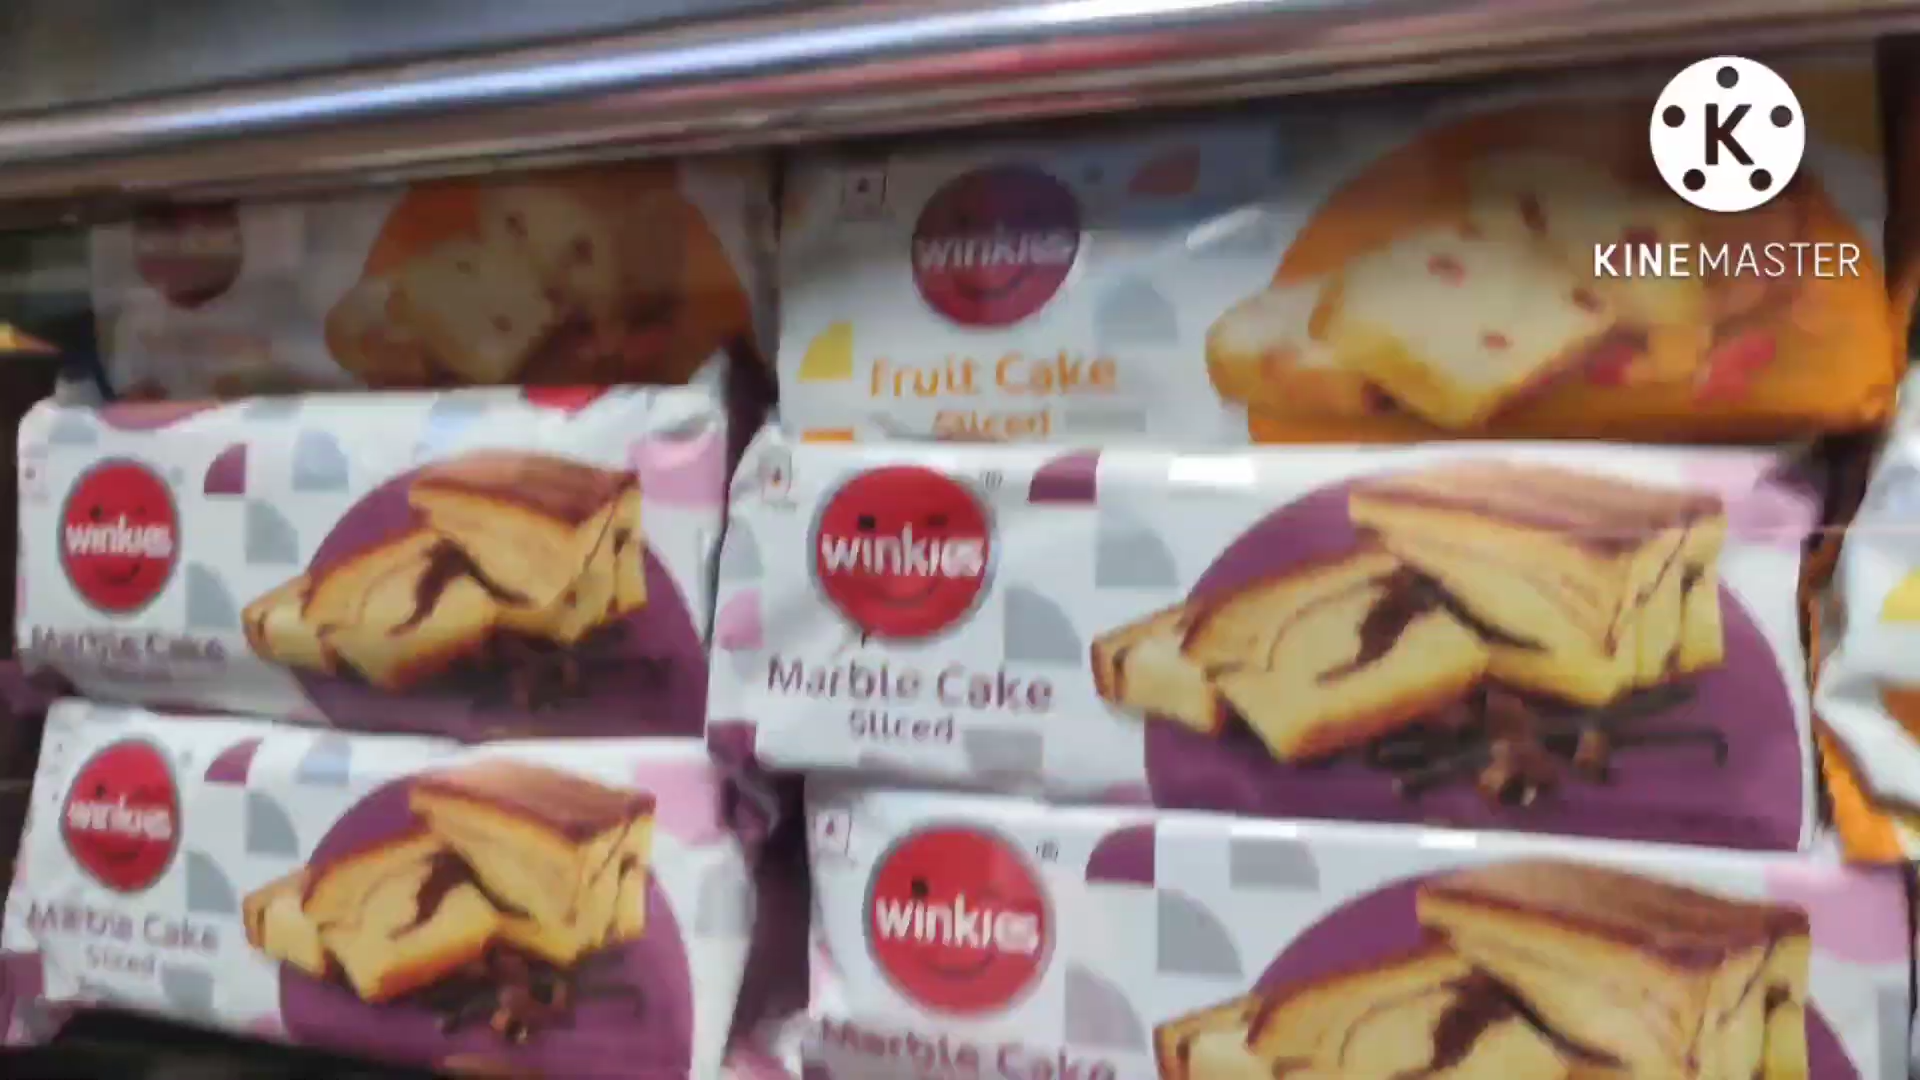 KINEMASTER
winkies
Fruit Cake
Sliced
winkies
Marble Cake
winkies
Marble Cake
Sliced
winkies
Marble Cake
Sliced
winkies
Marble Cake